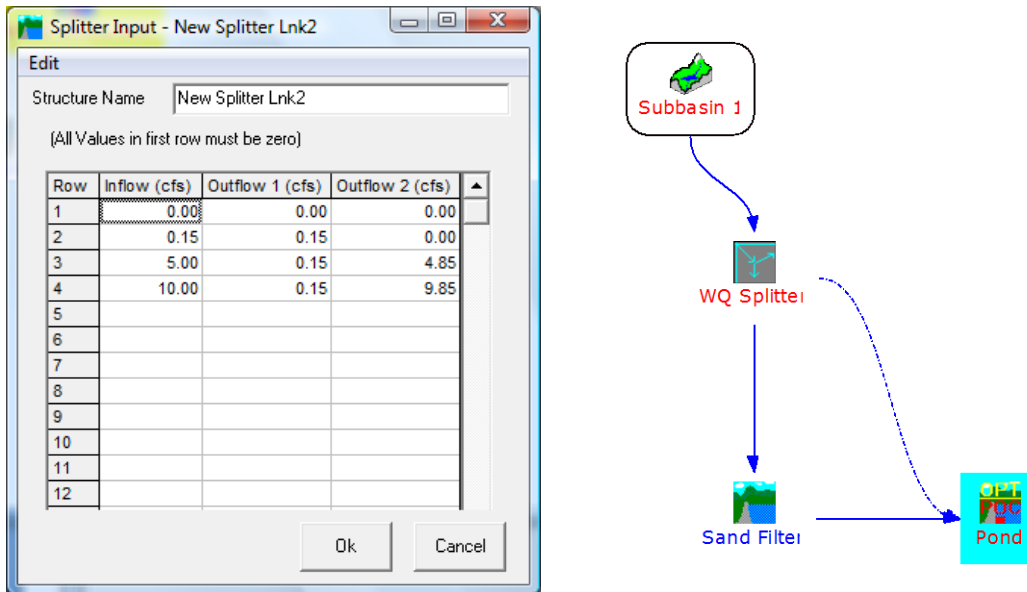 Splitter Input - New Splitter Lnk2
Edit
Structure Name New Splitter Lnk2
(All Values in first row must be zero)
Row Inflow (cfs) Outflow 1 (cfs) Outflow 2 (cfs)
1 0.00 0.00 0.00
2 0.15 0.15 0.00
3 5.00 0.15 4.85
4 10.00 0.15 9.85
5
6
7
8
9
10
11
12
Ok Cancel
Subbasin 1
WQ Splitter
Sand Filter
OPT
PDC
Pond